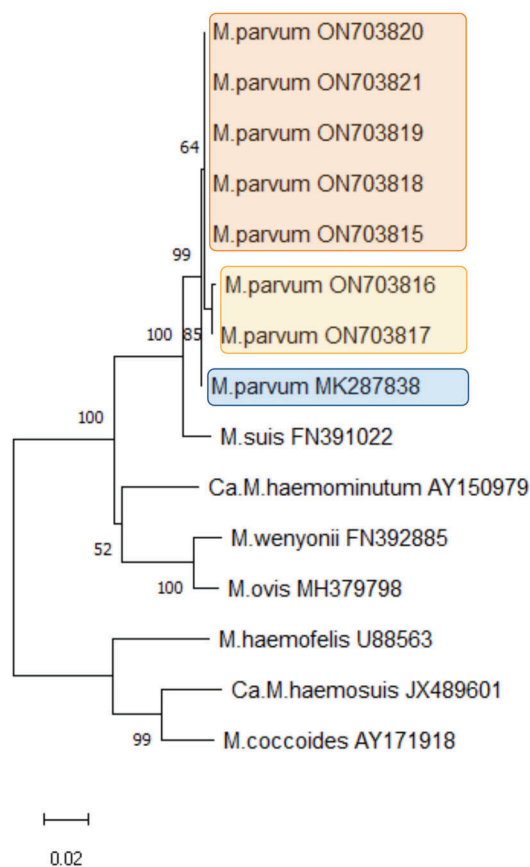 M.parvum ON703820
M.parvum ON703821
M.parvum ON703819
64
M.parvum ON703818
M.parvum ON703815
99
M.parvum ON703816
100
85
M.parvum ON703817
M.parvum MK287838
100
M.suis FN391022
Ca.M.haemominutum AY150979
M.wenyonii FN392885
52
M.ovis MH379798
100
M.haemofelis U88563
Ca.M.haemosuis JX489601
99
M.coccoides AY171918
0.02